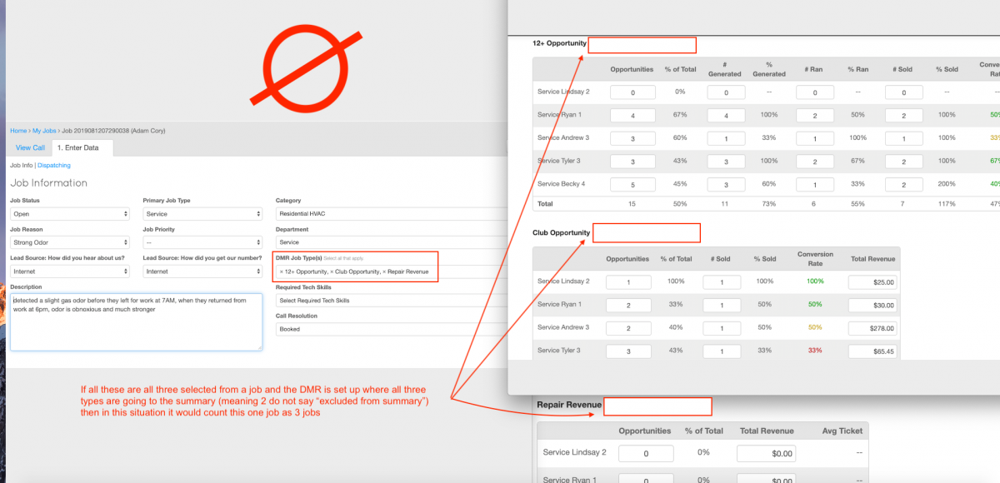 Home > My Jobs > Job 2019081207290038 (Adam Cory)
View Call 1. Enter Data
Job Info | Dispatching
Job Information
Job Status Primary Job Type Category
Open Service Residential HVAC
Job Reason Job Priority Department
Strong Odor -- Service
Lead Source: How did you hear about us? Lead Source: How did you get our number? DMR Job Type(s) Select all that apply.
Internet Internet × 12+ Opportunity, × Club Opportunity, × Repair Revenue
Description Required Tech Skills
detected a slight gas odor before they left for work at 7AM, when they returned from Select Required Tech Skills
work at 6pm, odor is obnoxious and much stronger
Call Resolution
Booked
If all these are all three selected from a job and the DMR is set up where all three
types are going to the summary (meaning 2 do not say “excluded from summary”)
then in this situation it would count this one job as 3 jobs
12+ Opportunity
Opportunities % of Total # Generated % Generated # Ran % Ran # Sold % Sold Conve
Rat
Service Lindsay 2 0 0% 0 -- 0 -- 0 -- --
Service Ryan 1 4 67% 4 100% 2 50% 2 100% 50%
Service Andrew 3 3 60% 1 33% 1 100% 1 100% 33%
Service Tyler 3 3 43% 3 100% 2 67% 2 100% 67%
Service Becky 4 5 45% 3 60% 1 33% 2 200% 40%
Total 15 50% 11 73% 6 55% 7 117% 47%
Club Opportunity
Opportunities % of Total # Sold % Sold Conversion Rate Total Revenue
Service Lindsay 2 1 100% 1 100% 100% $25.00
Service Ryan 1 2 33% 1 50% 50% $30.00
Service Andrew 3 2 40% 1 50% 50% $278.00
Service Tyler 3 3 43% 1 33% 33% $65.45
Repair Revenue
Opportunities % of Total Total Revenue Avg Ticket
Service Lindsay 2 0 0% $0.00 --
Service Ryan 1 0 0% $0.00 --